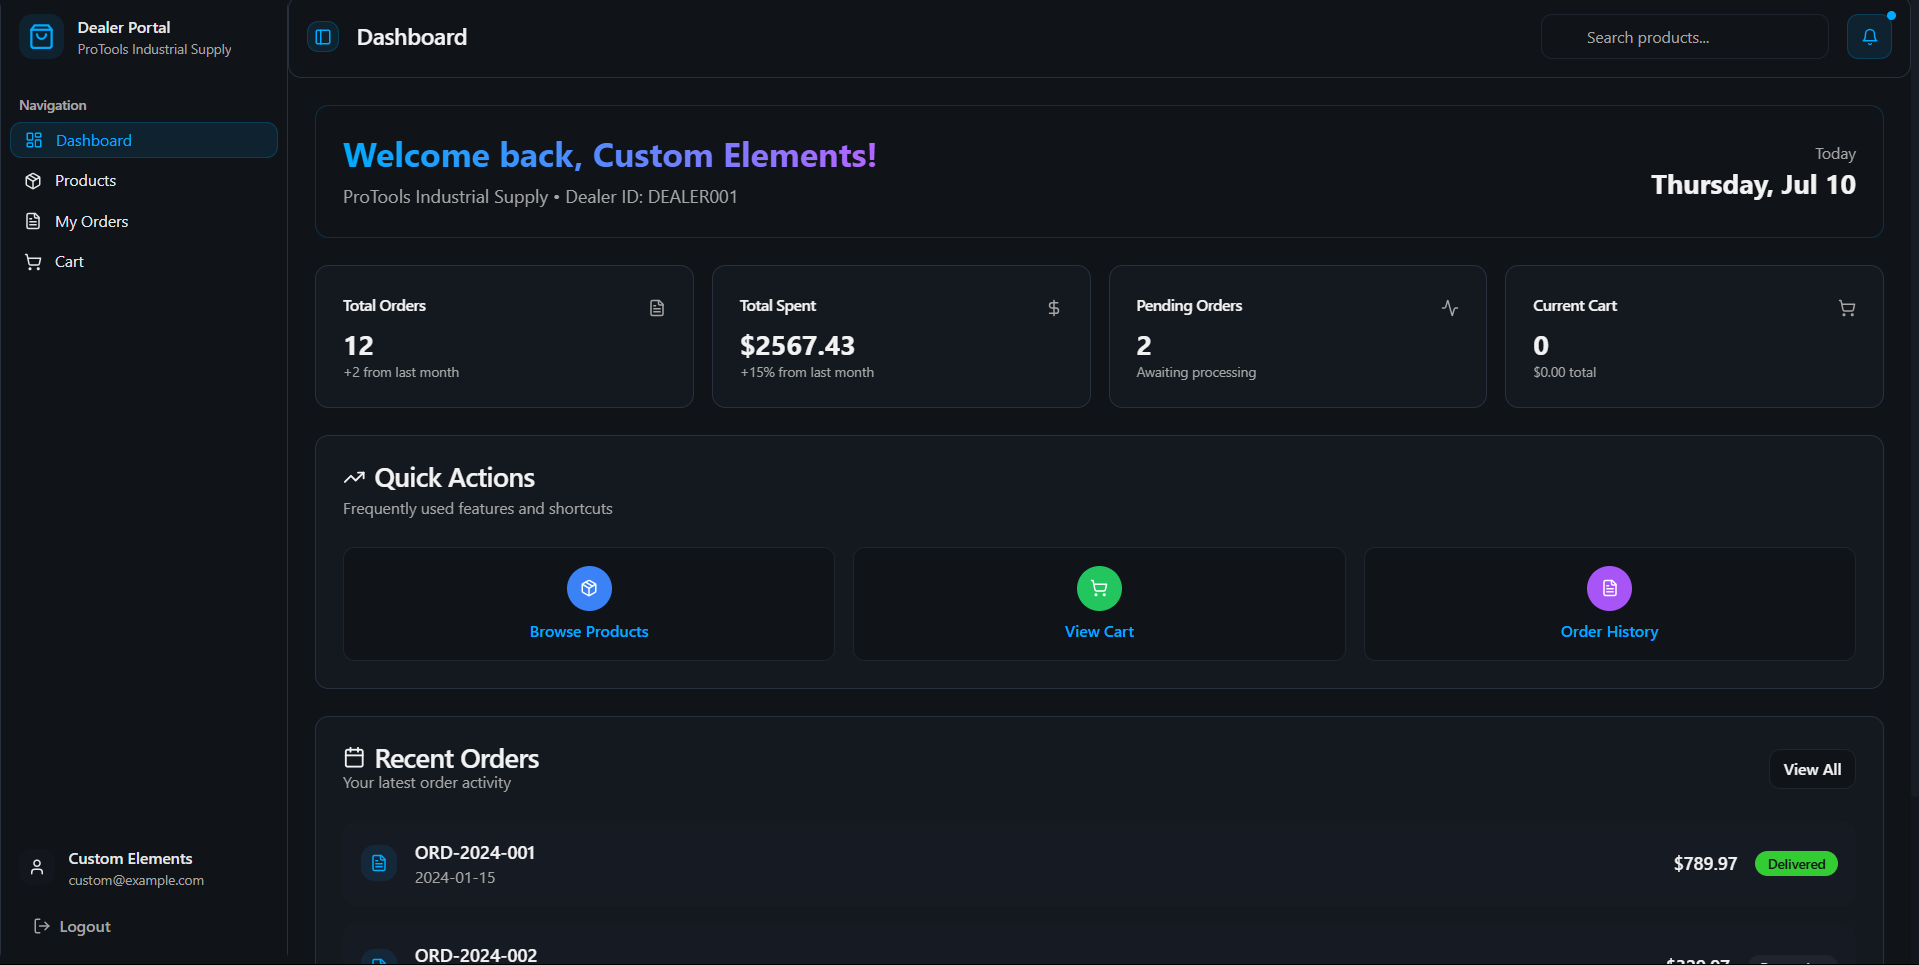 Dealer Portal
ProTools Industrial Supply
Navigation
Dashboard
Products
My Orders
Cart
Custom Elements
custom@example.com
Logout
Dashboard
Search products...
Welcome back, Custom Elements!
ProTools Industrial Supply • Dealer ID: DEALER001
Today
Thursday, Jul 10
Total Orders
12
+2 from last month
Total Spent
$2567.43
+15% from last month
Pending Orders
2
Awaiting processing
Current Cart
0
$0.00 total
Quick Actions
Frequently used features and shortcuts
Browse Products
View Cart
Order History
Recent Orders
Your latest order activity
View All
ORD-2024-001
2024-01-15
$789.97
Delivered
ORD-2024-002